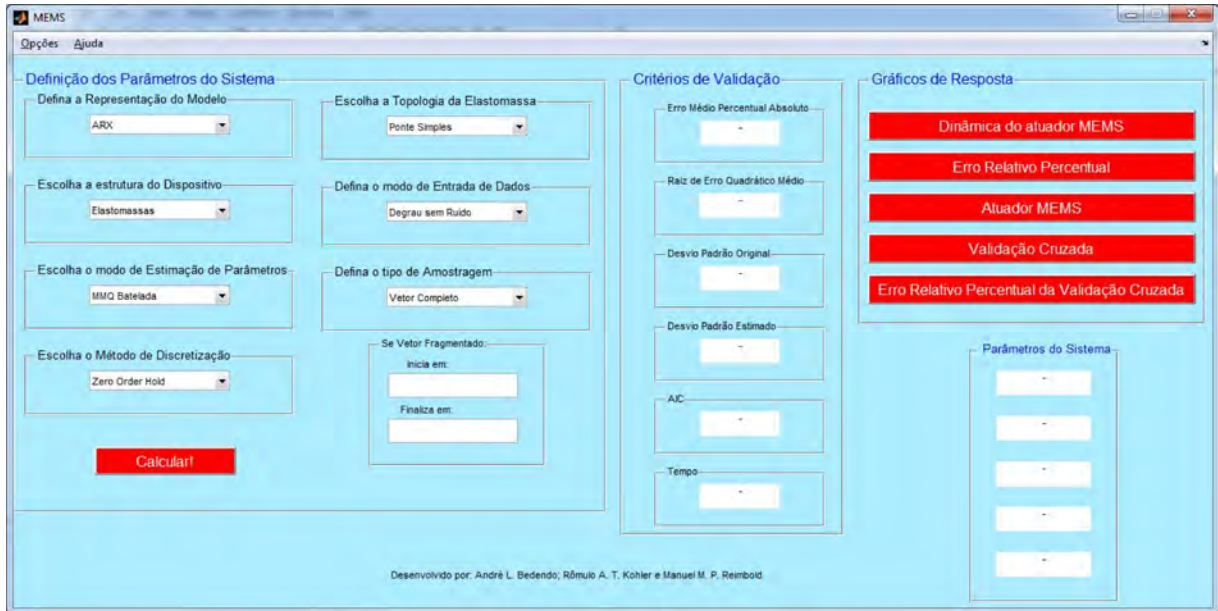 MEMS
Opções Ajuda
Definição dos Parâmetros do Sistema
Defina a Representação do Modelo
ARX
Escolha a estrutura do Dispositivo
Elastomassas
Escolha o modo de Estimação de Parâmetros
MMQ Batelada
Escolha o Método de Discretização
Zero Order Hold
Calcular!
Escolha a Topologia da Elastomassa
Ponte Simples
Defina o modo de Entrada de Dados
Degrau sem Ruído
Defina o tipo de Amostragem
Vetor Completo
Se Vetor Fragmentado:
Inicia em:
Finaliza em:
Critérios de Validação
Erro Médio Percentual Absoluto
-
Raiz de Erro Quadrático Médio
-
Desvio Padrão Original
-
Desvio Padrão Estimado
-
AIC
-
Tempo
-
Gráficos de Resposta
Dinâmica do atuador MEMS
Erro Relativo Percentual
Atuador MEMS
Validação Cruzada
Erro Relativo Percentual da Validação Cruzada
Parâmetros do Sistema
-
-
-
-
-
Desenvolvido por: André L. Bedendo; Rômulo A. T. Kohler e Manuel M. P. Reimbold